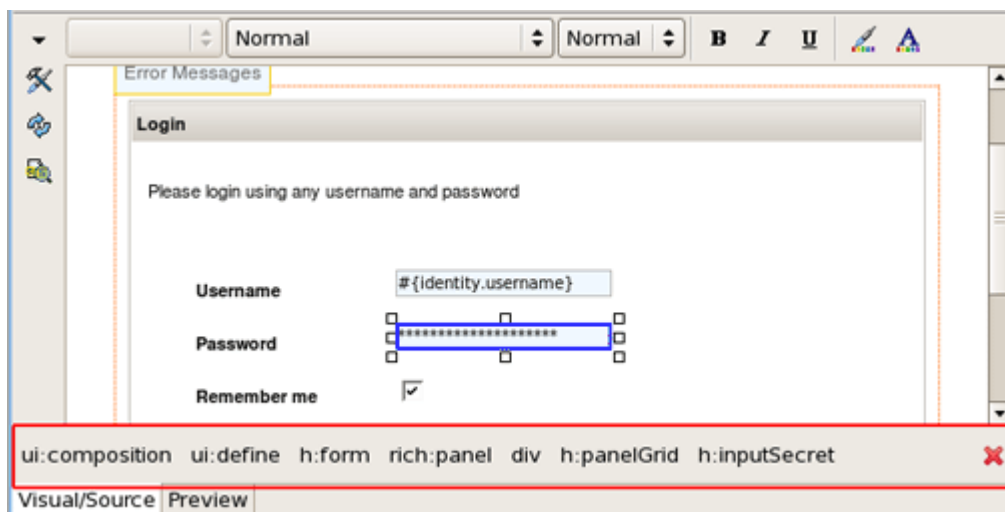 Normal Normal B I U A
Error Messages
Login
Please login using any username and password
Username #{identity.username}
Password ********************
Remember me
ui:composition ui:define h:form rich:panel div h:panelGrid h:inputSecret
Visual/Source Preview